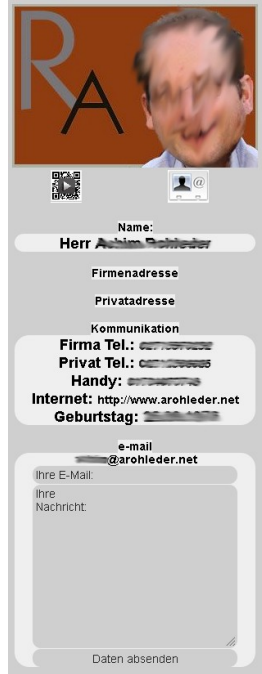 RA
Name:
Herr
Firmenadresse
Privatadresse
Kommunikation
Firma Tel.:
Privat Tel.:
Handy:
Internet: http://www.arohleder.net
Geburtstag:
e-mail
@arohleder.net
Ihre E-Mail:
Ihre
Nachricht:
Daten absenden